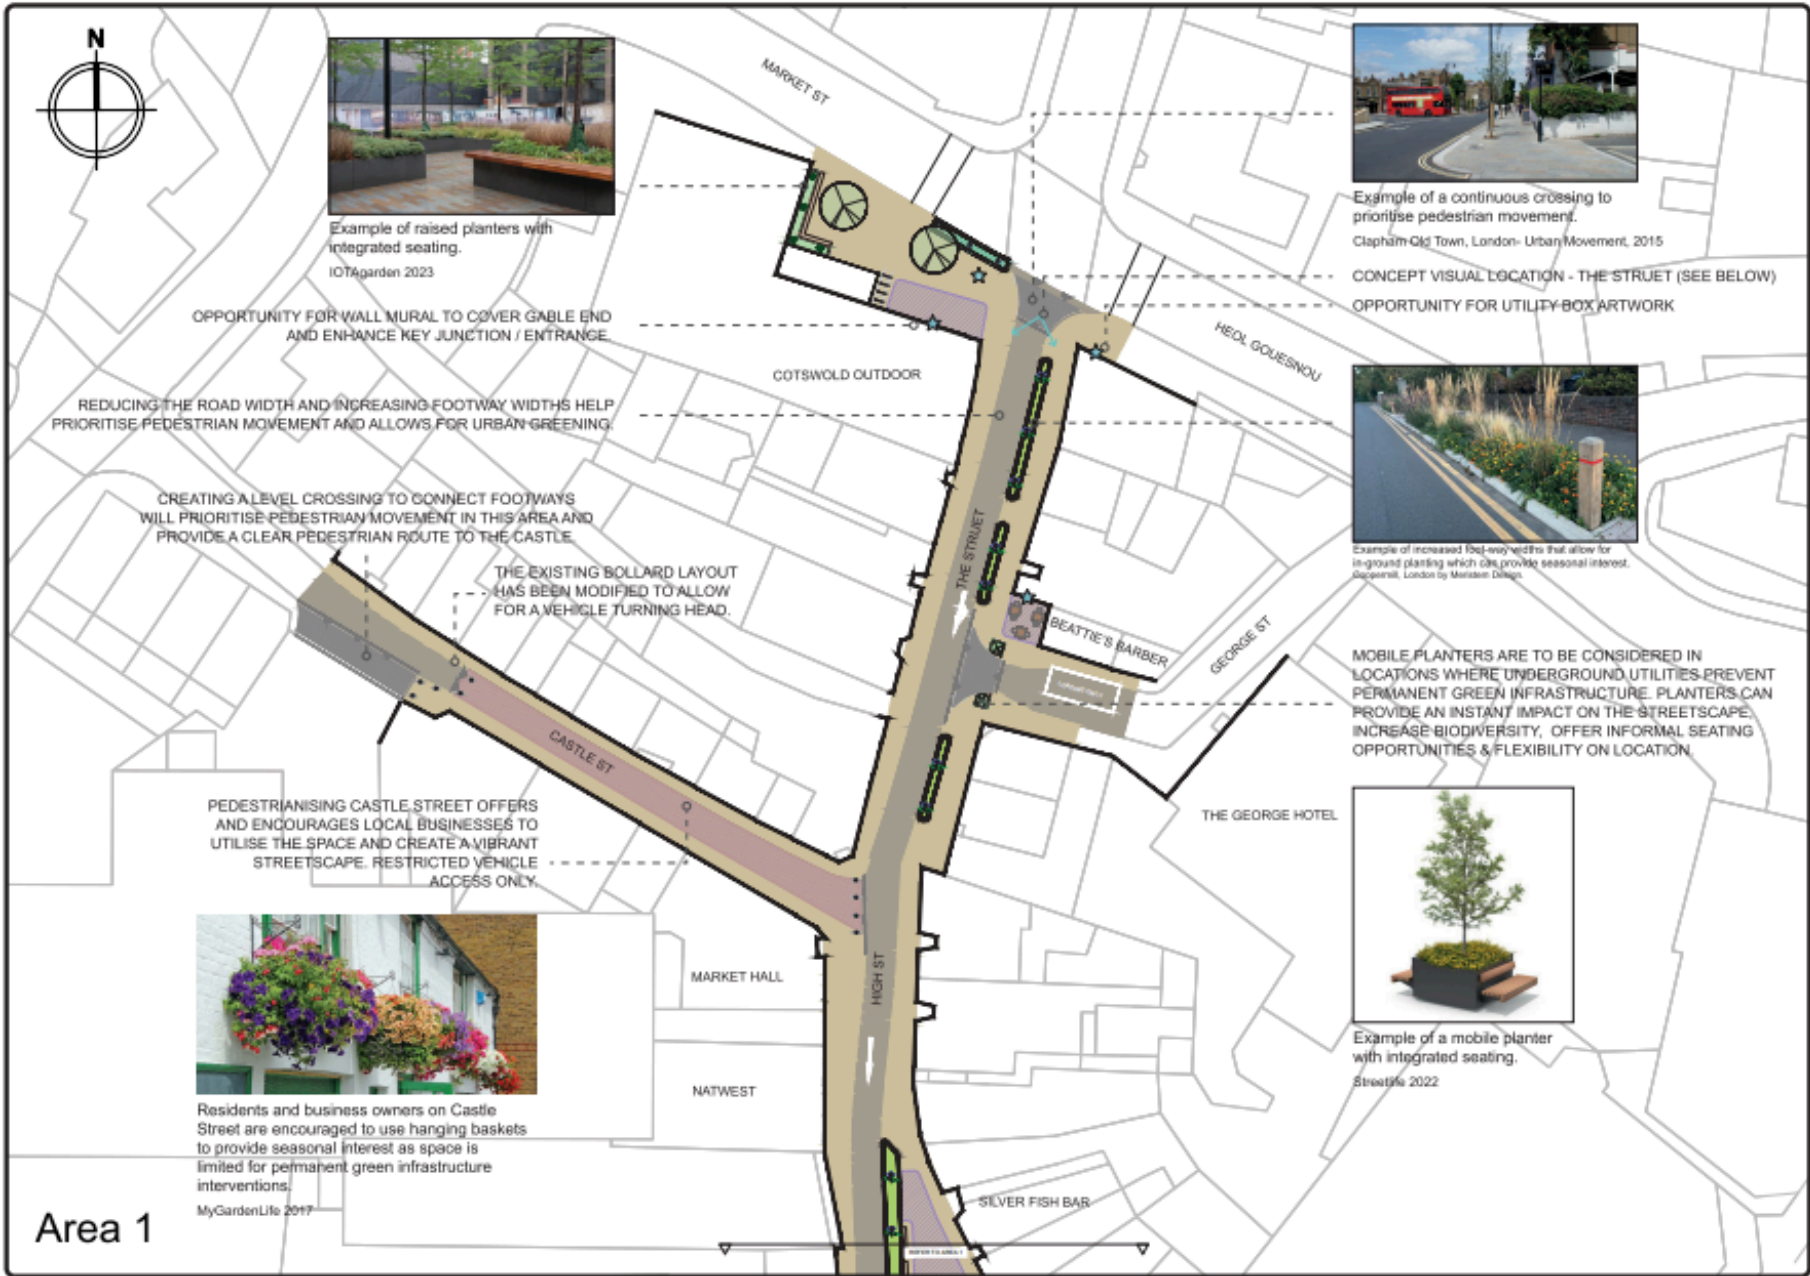 N
MARKET ST
Example of raised planters with
integrated seating.
IOTAgarden 2023
Example of a continuous crossing to
prioritise pedestrian movement.
Clapham Old Town, London- Urban Movement, 2015
CONCEPT VISUAL LOCATION - THE STRUET (SEE BELOW)
OPPORTUNITY FOR UTILITY BOX ARTWORK
OPPORTUNITY FOR WALL MURAL TO COVER GABLE END
AND ENHANCE KEY JUNCTION / ENTRANCE.
HEOL GOUESNOU
COTSWOLD OUTDOOR
REDUCING THE ROAD WIDTH AND INCREASING FOOTWAY WIDTHS HELP
PRIORITISE PEDESTRIAN MOVEMENT AND ALLOWS FOR URBAN GREENING.
CREATING A LEVEL CROSSING TO CONNECT FOOTWAYS
WILL PRIORITISE PEDESTRIAN MOVEMENT IN THIS AREA AND
PROVIDE A CLEAR PEDESTRIAN ROUTE TO THE CASTLE.
THE EXISTING BOLLARD LAYOUT
HAS BEEN MODIFIED TO ALLOW
FOR A VEHICLE TURNING HEAD.
THE STRUET
Example of increased foot-way widths that allow for
in-ground planting which can provide seasonal interest.
Coppermill, London by Meristem Design.
BEATTIE'S BARBER
GEORGE ST
MOBILE PLANTERS ARE TO BE CONSIDERED IN
LOCATIONS WHERE UNDERGROUND UTILITIES PREVENT
PERMANENT GREEN INFRASTRUCTURE. PLANTERS CAN
PROVIDE AN INSTANT IMPACT ON THE STREETSCAPE,
INCREASE BIODIVERSITY, OFFER INFORMAL SEATING
OPPORTUNITIES & FLEXIBILITY ON LOCATION.
CASTLE ST
PEDESTRIANISING CASTLE STREET OFFERS
AND ENCOURAGES LOCAL BUSINESSES TO
UTILISE THE SPACE AND CREATE A VIBRANT
STREETSCAPE. RESTRICTED VEHICLE
ACCESS ONLY.
THE GEORGE HOTEL
MARKET HALL
HIGH ST
NATWEST
Example of a mobile planter
with integrated seating.
Streetlife 2022
Residents and business owners on Castle
Street are encouraged to use hanging baskets
to provide seasonal interest as space is
limited for permanent green infrastructure
interventions.
MyGardenLife 2017
SILVER FISH BAR
Area 1